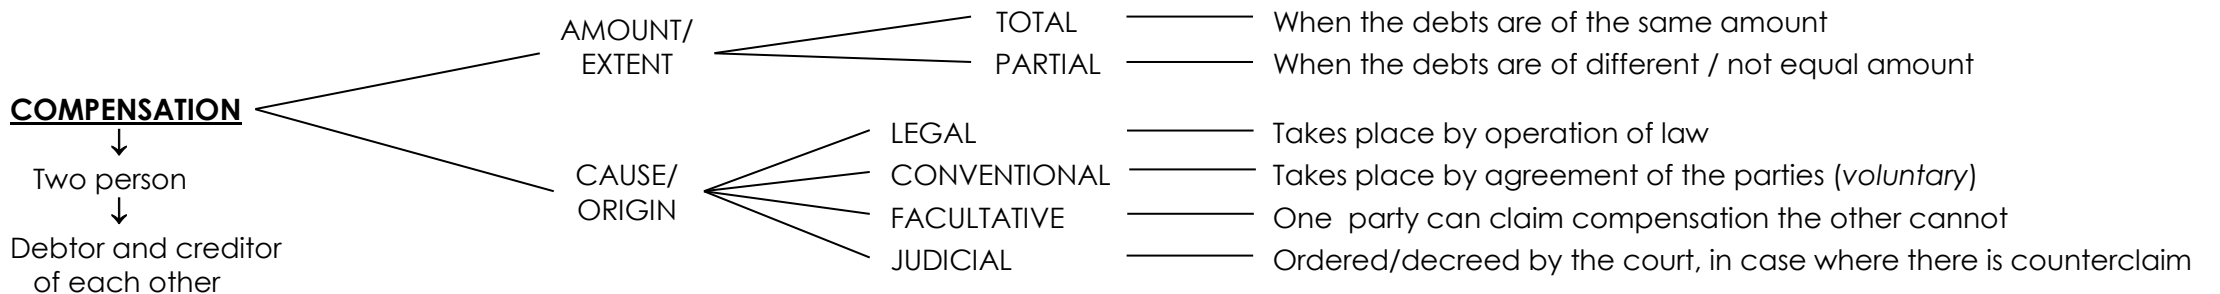 COMPENSATION
↓
Two person
↓
Debtor and creditor
of each other
AMOUNT/
EXTENT
TOTAL When the debts are of the same amount
PARTIAL When the debts are of different / not equal amount
CAUSE/
ORIGIN
LEGAL Takes place by operation of law
CONVENTIONAL Takes place by agreement of the parties (voluntary)
FACULTATIVE One party can claim compensation the other cannot
JUDICIAL Ordered/decreed by the court, in case where there is counterclaim